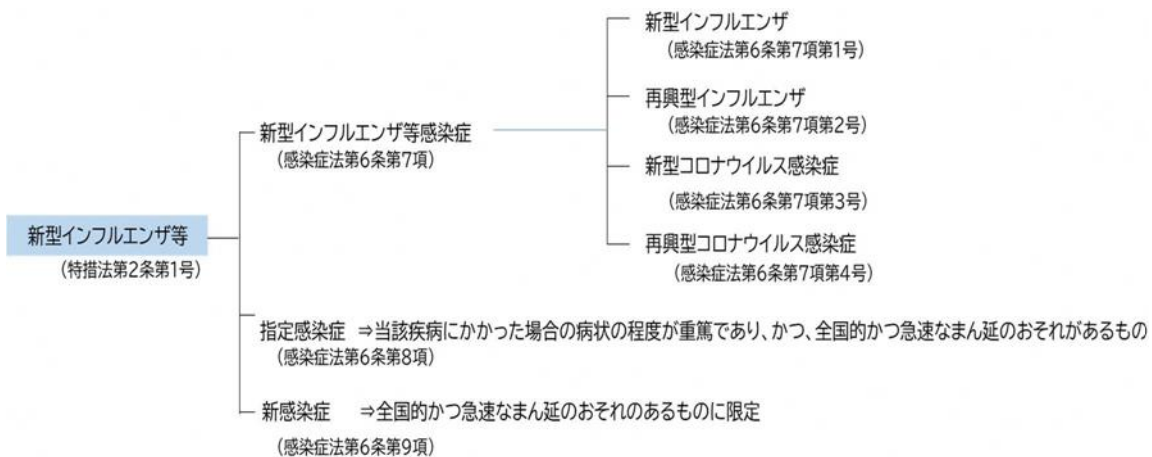 新型インフルエンザ
(感染症法第6条第7項第1号)
再興型インフルエンザ
(感染症法第6条第7項第2号)
新型インフルエンザ等感染症
(感染症法第6条第7項)
新型コロナウイルス感染症
(感染症法第6条第7項第3号)
新型インフルエンザ等
(特措法第2条第1号)
再興型コロナウイルス感染症
(感染症法第6条第7項第4号)
指定感染症 ⇒当該疾病にかかった場合の病状の程度が重篤であり、かつ、全国的かつ急速なまん延のおそれがあるもの
(感染症法第6条第8項)
新感染症 ⇒全国的かつ急速なまん延のおそれのあるものに限定
(感染症法第6条第9項)